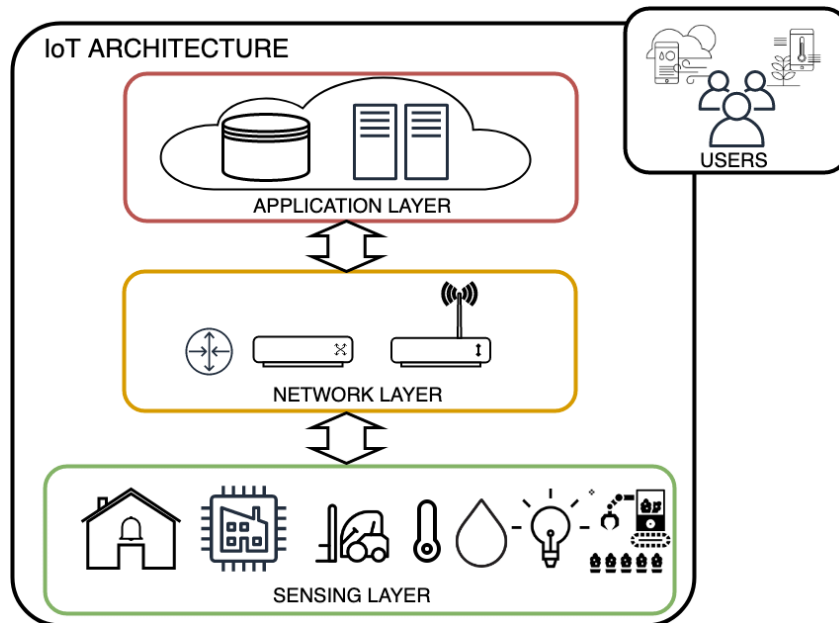 IoT ARCHITECTURE
USERS
APPLICATION LAYER
NETWORK LAYER
SENSING LAYER